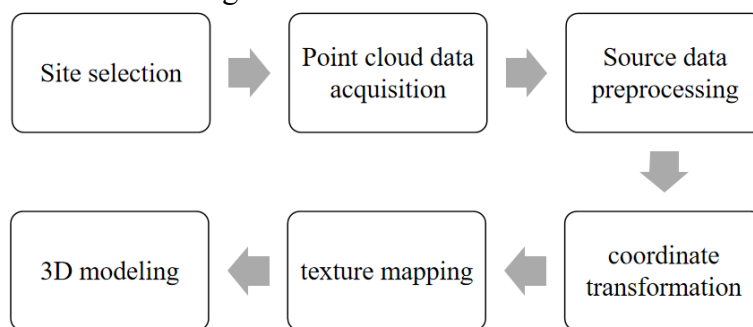 Site selection
Point cloud data
acquisition
Source data
preprocessing
coordinate
transformation
texture mapping
3D modeling